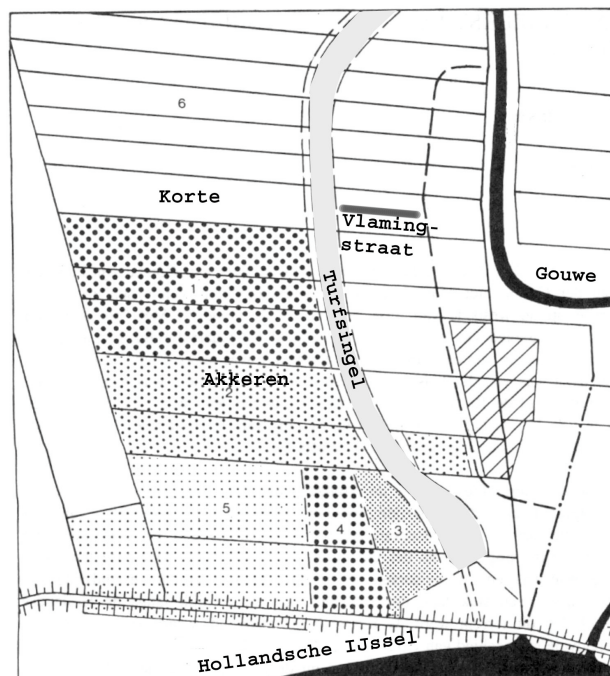 6
Korte
Vlaming-
straat
Gouwe
1
Turfsingel
Akkeren
2
5
4
3
Hollandsche IJssel